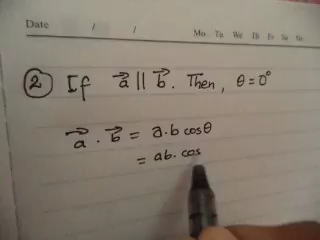 Date / /
Mo Tu We Th Fr Sa Su
② If a⃗ || b⃗. Then, θ = 0°
a⃗ . b⃗ = a.b cosθ
= ab. cos